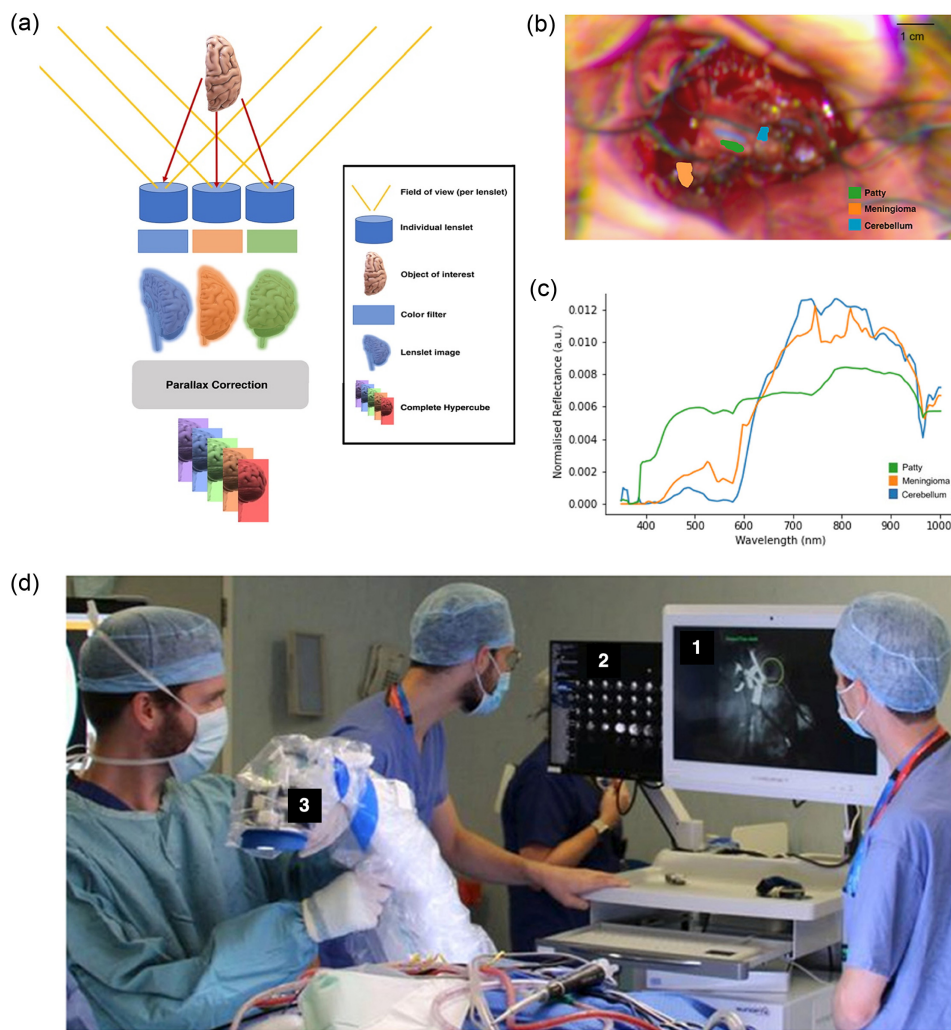 (a)
Field of view (per lenslet)
Individual lenslet
Object of interest
Color filter
Lenslet image
Complete Hypercube
Parallax Correction
(b)
1 cm
Patty
Meningioma
Cerebellum
(c)
Normalised Reflectance (a.u.)
0.012
0.010
0.008
0.006
0.004
0.002
0.000
400 500 600 700 800 900 1000
Wavelength (nm)
Patty
Meningioma
Cerebellum
(d)
1
2
3